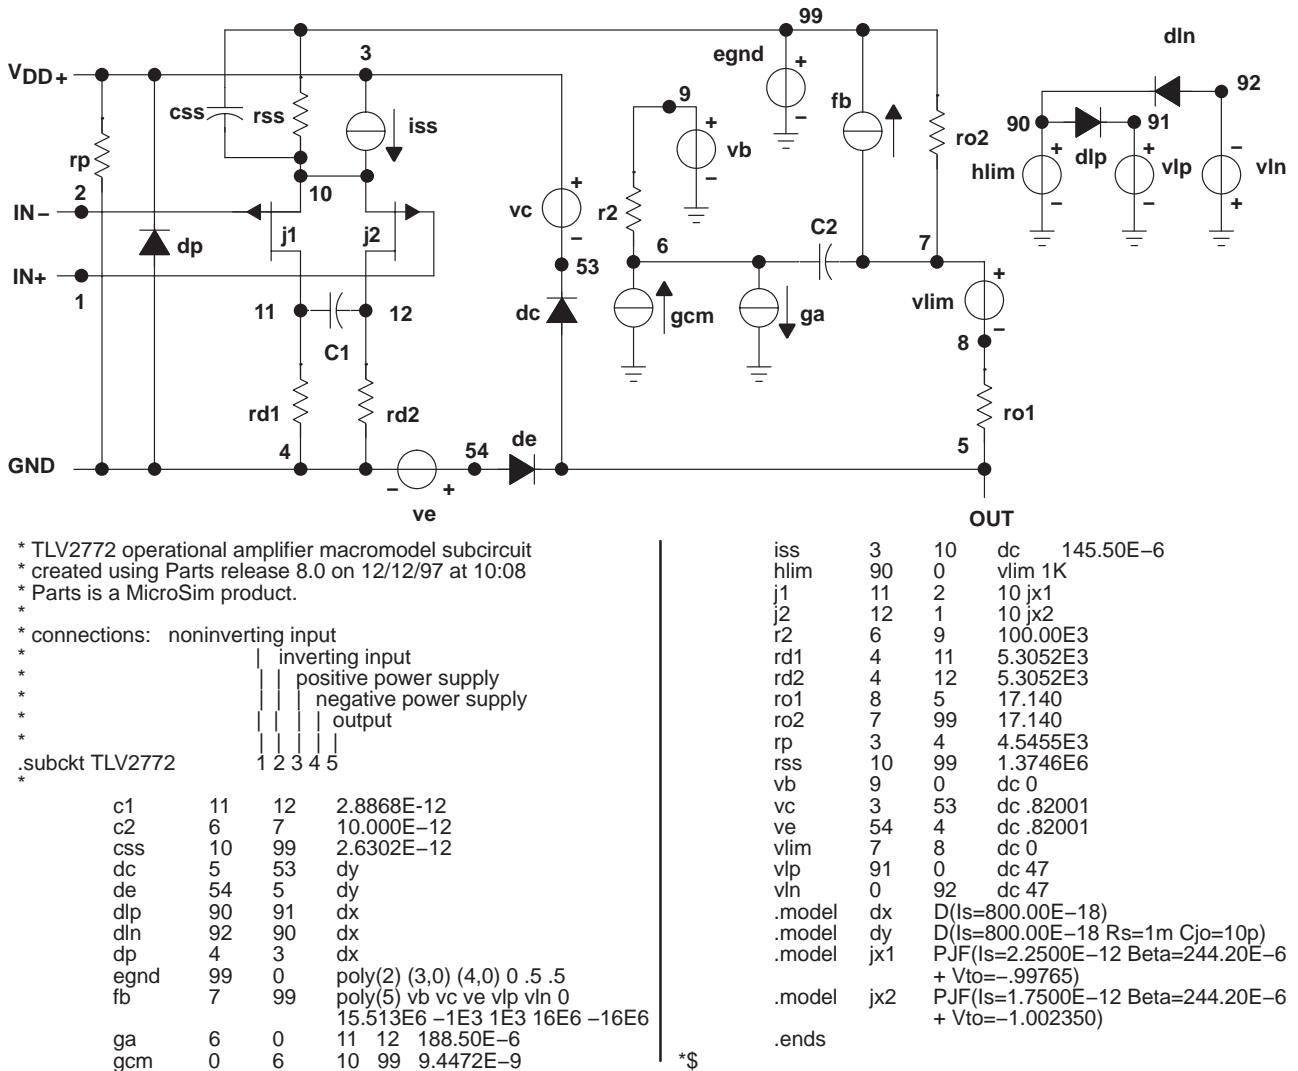 99
3
egnd
+
dln
VDD+
css
rss
iss
9
fb
92
+
vb
−
−
ro2
90
91
rp
10
+
+
−
hlim
dlp
vlp
vln
−
−
+
2
IN−
j1
j2
vc
+
−
r2
C2
dp
6
7
IN+
1
53
+
11
12
dc
gcm
ga
vlim
−
C1
8
rd1
rd2
ro1
4
54
de
5
GND
−
+
ve
OUT
* TLV2772 operational amplifier macromodel subcircuit
* created using Parts release 8.0 on 12/12/97 at 10:08
* Parts is a MicroSim product.
*
* connections: noninverting input
* | inverting input
* | | positive power supply
* | | | negative power supply
* | | | | output
* | | | | |
.subckt TLV2772 1 2 3 4 5
*
c1 11 12 2.8868E-12
c2 6 7 10.000E−12
css 10 99 2.6302E−12
dc 5 53 dy
de 54 5 dy
dlp 90 91 dx
dln 92 90 dx
dp 4 3 dx
egnd 99 0 poly(2) (3,0) (4,0) 0 .5 .5
fb 7 99 poly(5) vb vc ve vlp vln 0
15.513E6 −1E3 1E3 16E6 −16E6
ga 6 0 11 12 188.50E−6
gcm 0 6 10 99 9.4472E−9
iss 3 10 dc 145.50E−6
hlim 90 0 vlim 1K
j1 11 2 10 jx1
j2 12 1 10 jx2
r2 6 9 100.00E3
rd1 4 11 5.3052E3
rd2 4 12 5.3052E3
ro1 8 5 17.140
ro2 7 99 17.140
rp 3 4 4.5455E3
rss 10 99 1.3746E6
vb 9 0 dc 0
vc 3 53 dc .82001
ve 54 4 dc .82001
vlim 7 8 dc 0
vlp 91 0 dc 47
vln 0 92 dc 47
.model dx D(Is=800.00E−18)
.model dy D(Is=800.00E−18 Rs=1m Cjo=10p)
.model jx1 PJF(Is=2.2500E−12 Beta=244.20E−6
+ Vto=−.99765)
.model jx2 PJF(Is=1.7500E−12 Beta=244.20E−6
+ Vto=−1.002350)
.ends
*$